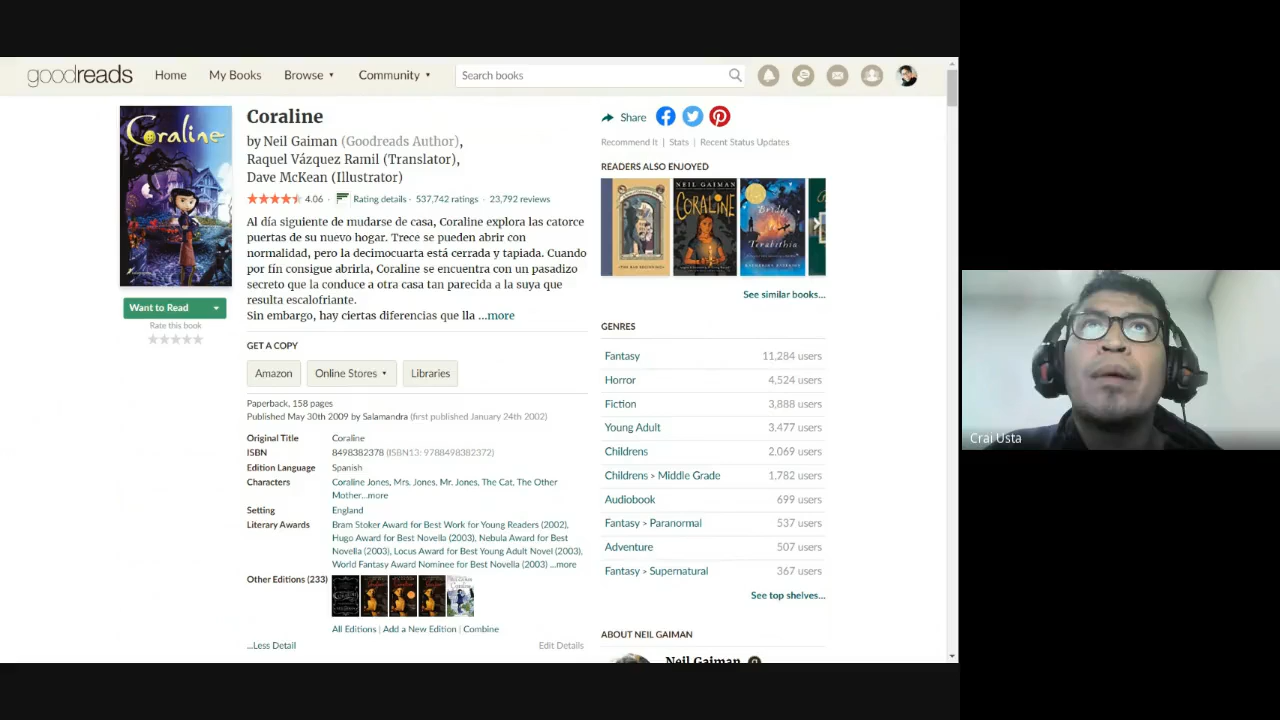 goodreads Home My Books Browse Community Search books
Coraline
Coraline
by Neil Gaiman (Goodreads Author),
Raquel Vázquez Ramil (Translator),
Dave McKean (Illustrator)
4.06 · Rating details · 537,742 ratings · 23,792 reviews
Al día siguiente de mudarse de casa, Coraline explora las catorce
puertas de su nuevo hogar. Trece se pueden abrir con
normalidad, pero la decimocuarta está cerrada y tapiada. Cuando
por fin consigue abrirla, Coraline se encuentra con un pasadizo
secreto que la conduce a otra casa tan parecida a la suya que
resulta escalofriante.
Sin embargo, hay ciertas diferencias que lla ...more
Want to Read
Rate this book
GET A COPY
Amazon Online Stores Libraries
Paperback, 158 pages
Published May 30th 2009 by Salamandra (first published January 24th 2002)
Original Title Coraline
ISBN 8498382378 (ISBN13: 9788498382372)
Edition Language Spanish
Characters Coraline Jones, Mrs. Jones, Mr. Jones, The Cat, The Other
Mother...more
Setting England
Literary Awards Bram Stoker Award for Best Work for Young Readers (2002),
Hugo Award for Best Novella (2003), Nebula Award for Best
Novella (2003), Locus Award for Best Young Adult Novel (2003),
World Fantasy Award Nominee for Best Novella (2003) ...more
Other Editions (233)
All Editions | Add a New Edition | Combine
...Less Detail Edit Details
Share
Recommend It | Stats | Recent Status Updates
READERS ALSO ENJOYED
NEIL GAIMAN
CORALINE
Bridge
Terabithia
See similar books...
GENRES
Fantasy 11,284 users
Horror 4,524 users
Fiction 3,888 users
Young Adult 3,477 users
Childrens 2,069 users
Childrens > Middle Grade 1,782 users
Audiobook 699 users
Fantasy > Paranormal 537 users
Adventure 507 users
Fantasy > Supernatural 367 users
See top shelves...
ABOUT NEIL GAIMAN
Neil Gaiman
Crai Usta